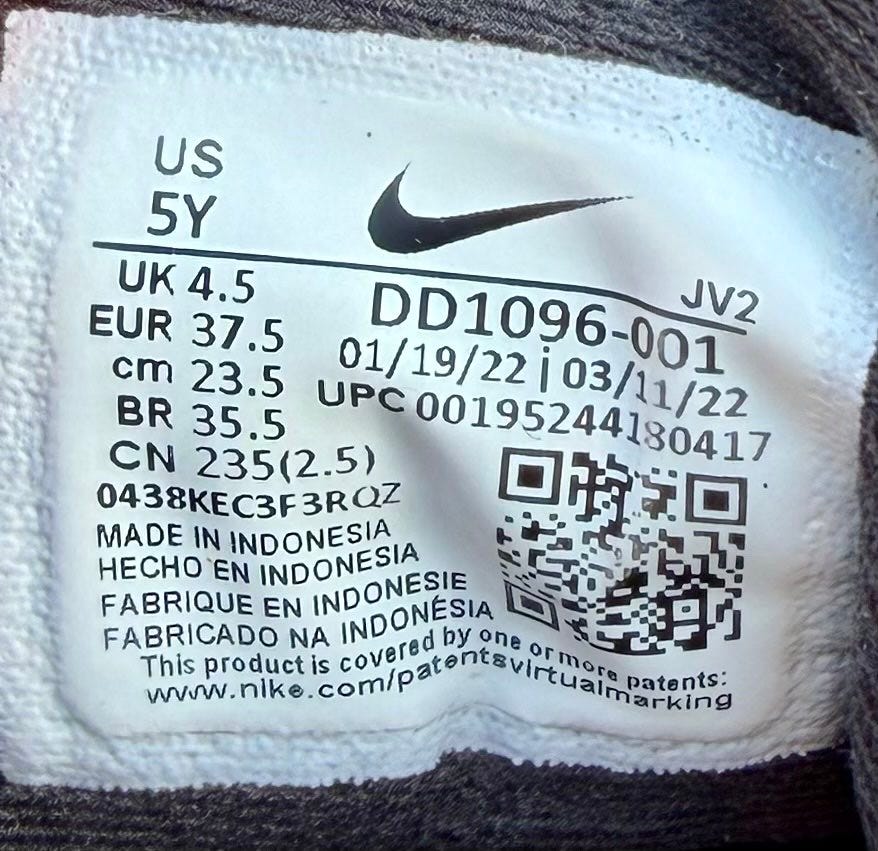 US
5Y
UK 4.5
EUR 37.5
cm 23.5
BR 35.5
CN 235(2.5)
JV2
DD1096-001
01/19/22 | 03/11/22
UPC 00195244180417
0438KEC3F3RQZ
MADE IN INDONESIA
HECHO EN INDONESIA
FABRIQUE EN INDONESIE
FABRICADO NA INDONÉSIA
This product is covered by one or more patents:
www.nike.com/patentsvirtualmarking